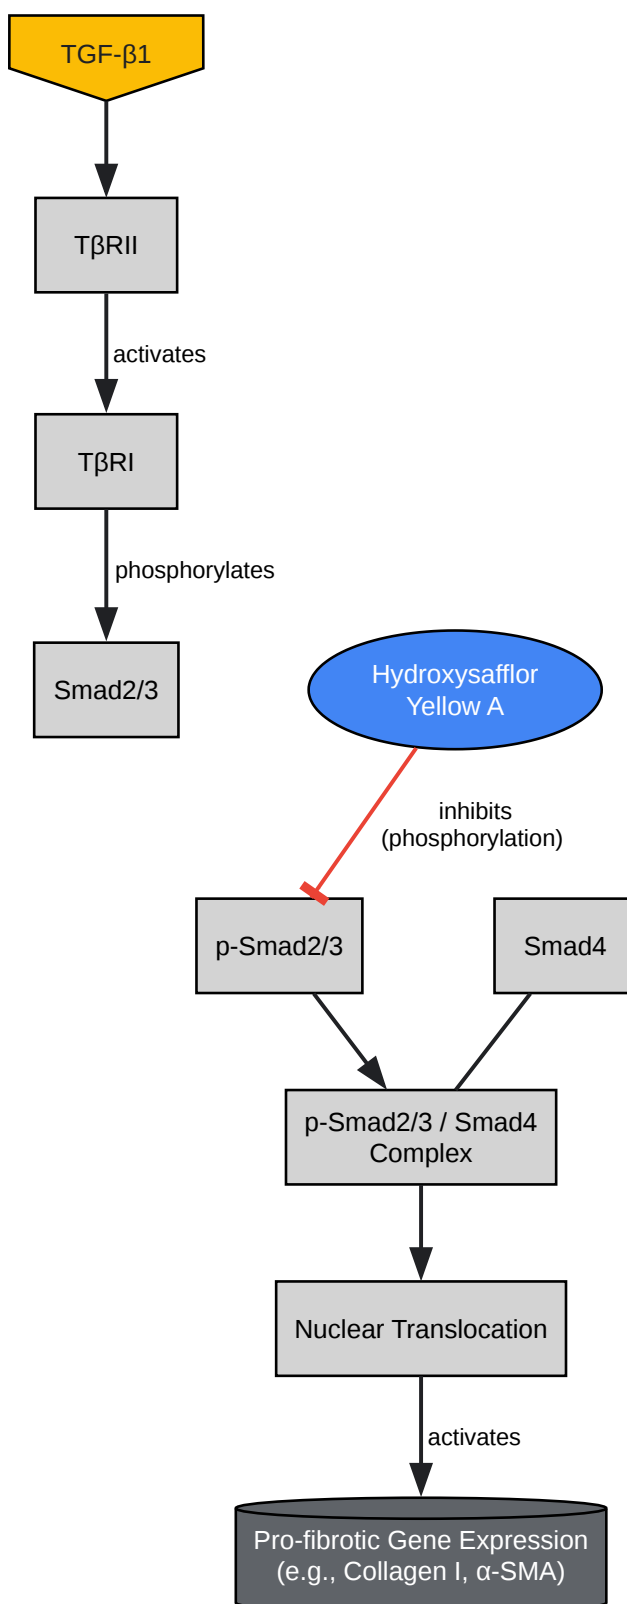 TGF-β1
TβRII
activates
TβRI
phosphorylates
Smad2/3
Hydroxysafflor
Yellow A
inhibits
(phosphorylation)
p-Smad2/3
Smad4
p-Smad2/3 / Smad4
Complex
Nuclear Translocation
activates
Pro-fibrotic Gene Expression
(e.g., Collagen I, α-SMA)